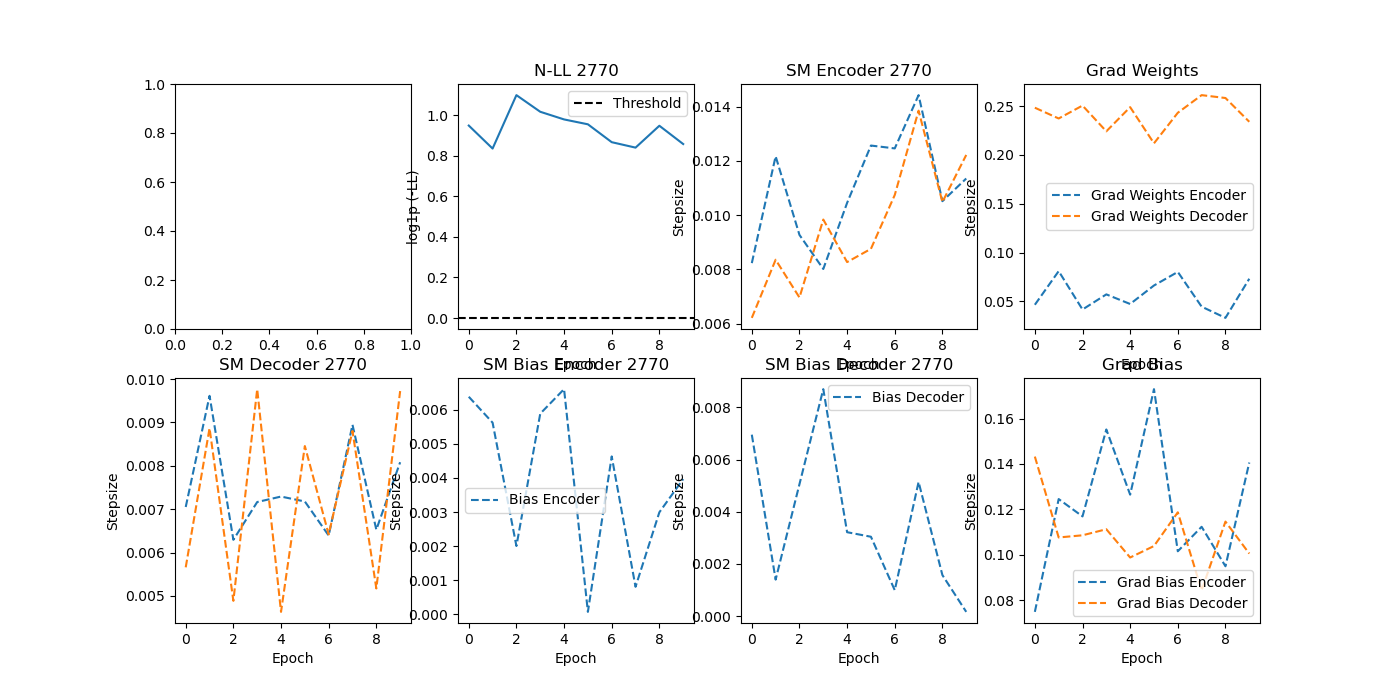 N-LL 2770
SM Encoder 2770
Grad Weights
1.0
0.8
0.6
0.4
0.2
0.0
0.0 0.2 0.4 0.6 0.8 1.0
log1p (-LL)
1.0
0.8
0.6
0.4
0.2
0.0
Threshold
0 2 4 6 8
Epoch
Stepsize
0.014
0.012
0.010
0.008
0.006
0 2 4 6 8
Epoch
Stepsize
0.25
0.20
0.15
0.10
0.05
Grad Weights Encoder
Grad Weights Decoder
0 2 4 6 8
Epoch
SM Decoder 2770
SM Bias Encoder 2770
SM Bias Decoder 2770
Grad Bias
Stepsize
0.010
0.009
0.008
0.007
0.006
0.005
0 2 4 6 8
Epoch
Stepsize
0.006
0.005
0.004
0.003
0.002
0.001
0.000
Bias Encoder
0 2 4 6 8
Epoch
Stepsize
0.008
0.006
0.004
0.002
0.000
Bias Decoder
0 2 4 6 8
Epoch
Stepsize
0.16
0.14
0.12
0.10
0.08
Grad Bias Encoder
Grad Bias Decoder
0 2 4 6 8
Epoch